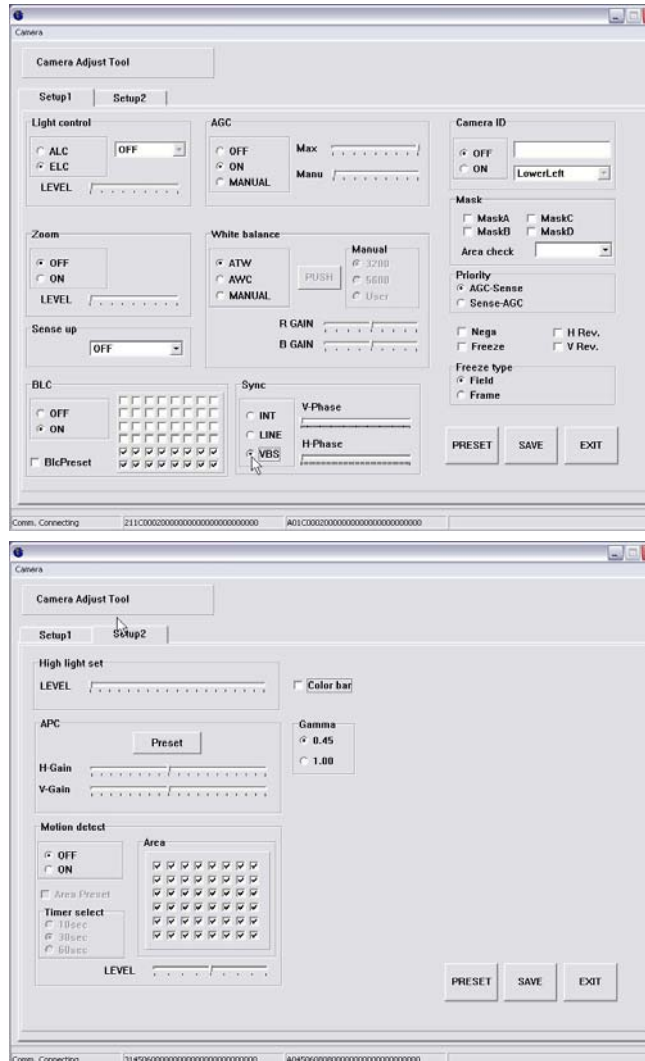 Camera
Camera Adjust Tool
Setup1 Setup2
Light control
ALC
ELC
OFF
LEVEL
AGC
OFF
ON
MANUAL
Max
Manu
Camera ID
OFF
ON
LowerLeft
Mask
MaskA MaskC
MaskB MaskD
Area check
Zoom
OFF
ON
LEVEL
White balance
ATW
AWC
MANUAL
PUSH
Manual
3200
5600
User
R GAIN
B GAIN
Priority
AGC-Sense
Sense-AGC
Sense up
OFF
Nega H Rev.
Freeze V Rev.
Freeze type
Field
Frame
BLC
OFF
ON
BlcPreset
Sync
INT
LINE
VBS
V-Phase
H-Phase
PRESET SAVE EXIT
Comm. Connecting
Camera
Camera Adjust Tool
Setup1 Setup2
High light set
LEVEL
Color bar
APC
Preset
H-Gain
V-Gain
Gamma
0.45
1.00
Motion detect
OFF
ON
Area Preset
Timer select
10sec
30sec
60sec
Area
LEVEL
PRESET SAVE EXIT
Comm. Connecting